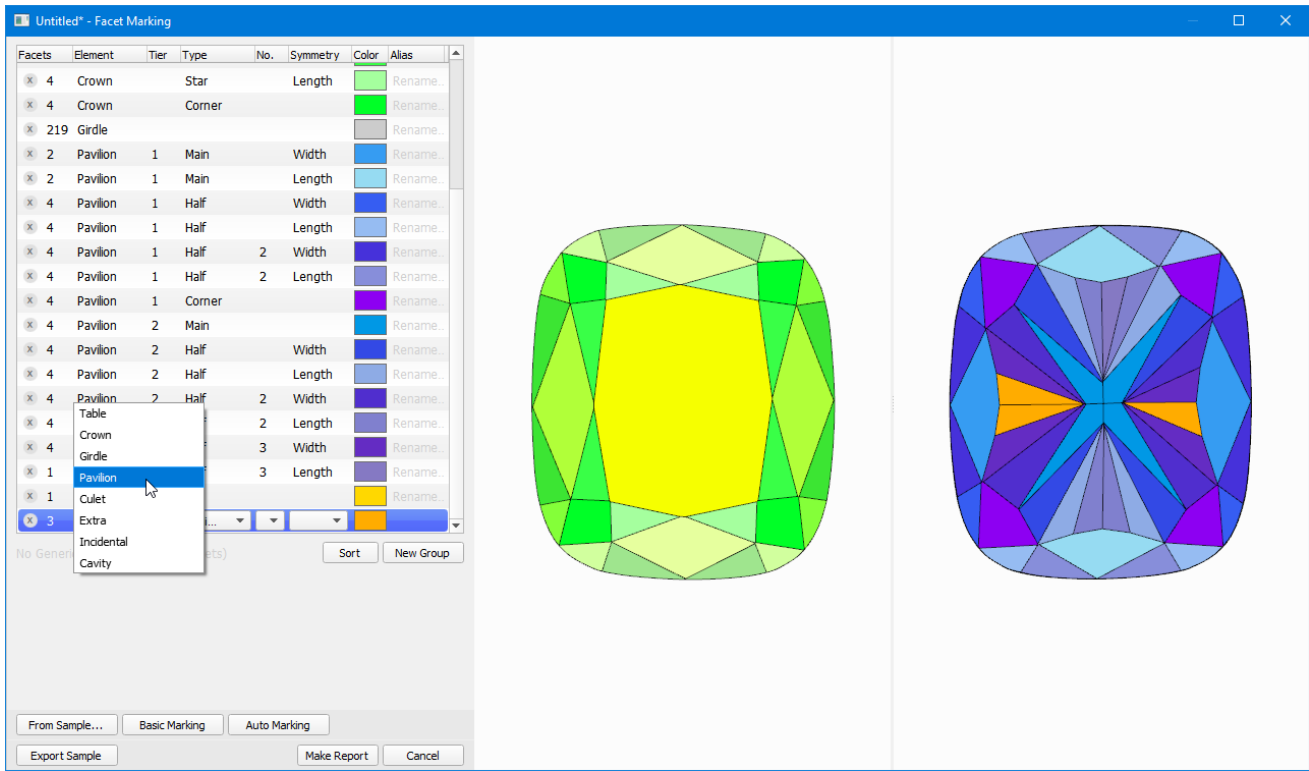 Untitled* - Facet Marking
Facets Element Tier Type No. Symmetry Color Alias
x 4 Crown Star Length Rename..
x 4 Crown Corner Rename..
x 219 Girdle Rename..
x 2 Pavilion 1 Main Width Rename..
x 2 Pavilion 1 Main Length Rename..
x 4 Pavilion 1 Half Width Rename..
x 4 Pavilion 1 Half Length Rename..
x 4 Pavilion 1 Half 2 Width Rename..
x 4 Pavilion 1 Half 2 Length Rename..
x 4 Pavilion 1 Corner Rename..
x 4 Pavilion 2 Main Rename..
x 4 Pavilion 2 Half Width Rename..
x 4 Pavilion 2 Half Length Rename..
x 4 Pavilion 2 Half 2 Width Rename..
x 4 2 Length Rename..
x 4 3 Width Rename..
x 1 3 Length Rename..
x 1 Rename..
x 3
Table
Crown
Girdle
Pavilion
Culet
Extra
Incidental
Cavity
No Gener
ets)
Sort New Group
From Sample... Basic Marking Auto Marking
Export Sample Make Report Cancel